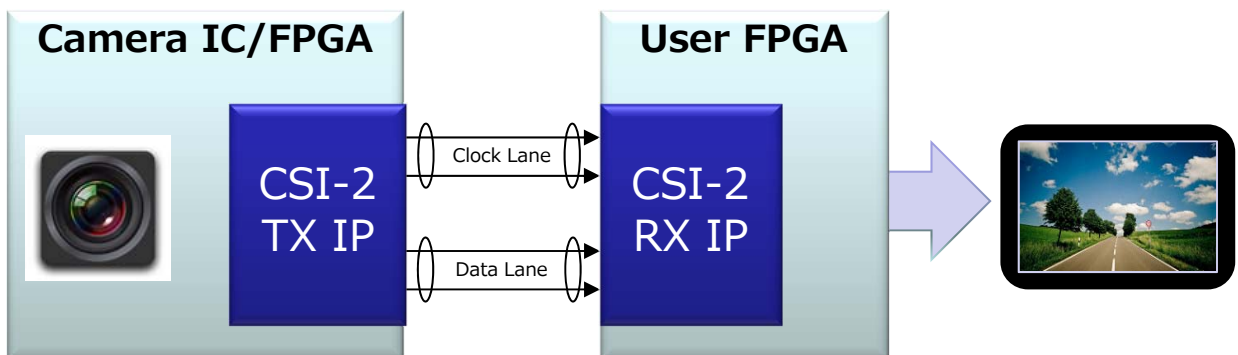 Camera IC/FPGA
User FPGA
CSI-2
TX IP
Clock Lane
Data Lane
CSI-2
RX IP